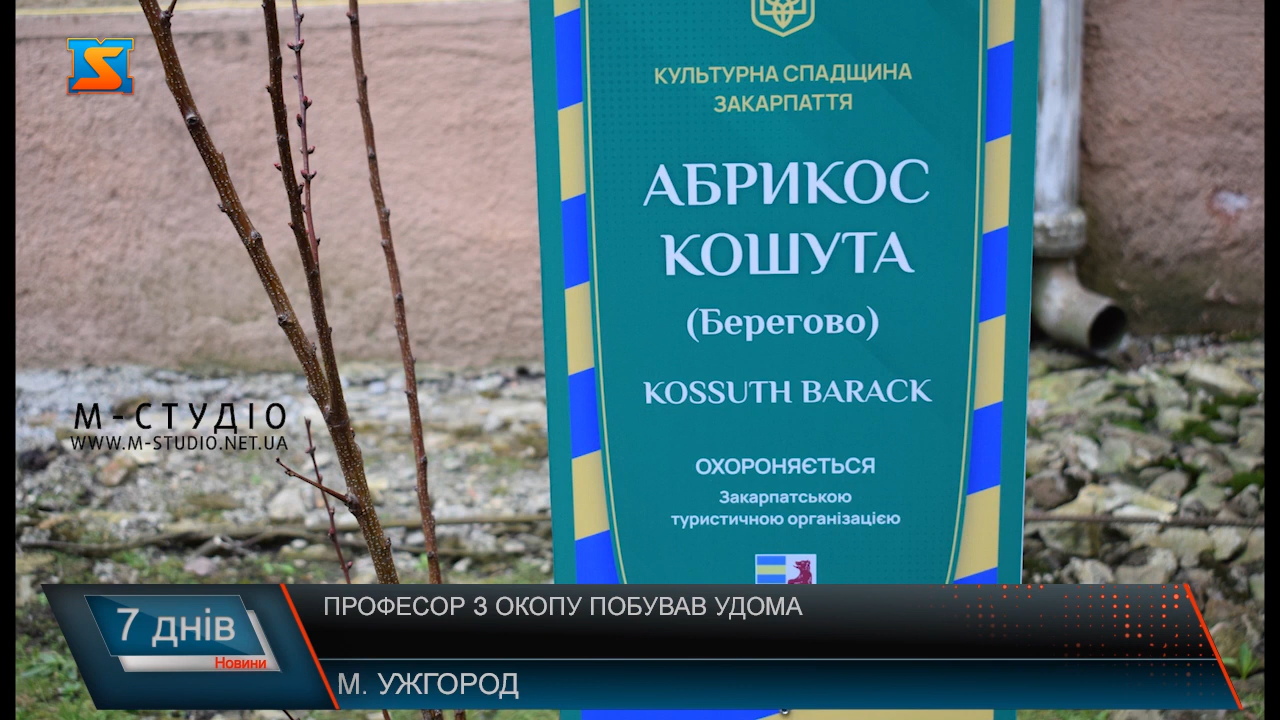 КУЛЬТУРНА СПАДЩИНА
ЗАКАРПАТТЯ
АБРИКОС
КОШУТА
(Берегово)
KOSSUTH BARACK
ОХОРОНЯЄТЬСЯ
Закарпатською
туристичною організацією
М-СТУДІО
WWW.M-STUDIO.NET.UA
7 днів
Новини
ПРОФЕСОР З ОКОПУ ПОБУВАВ УДОМА
М. УЖГОРОД